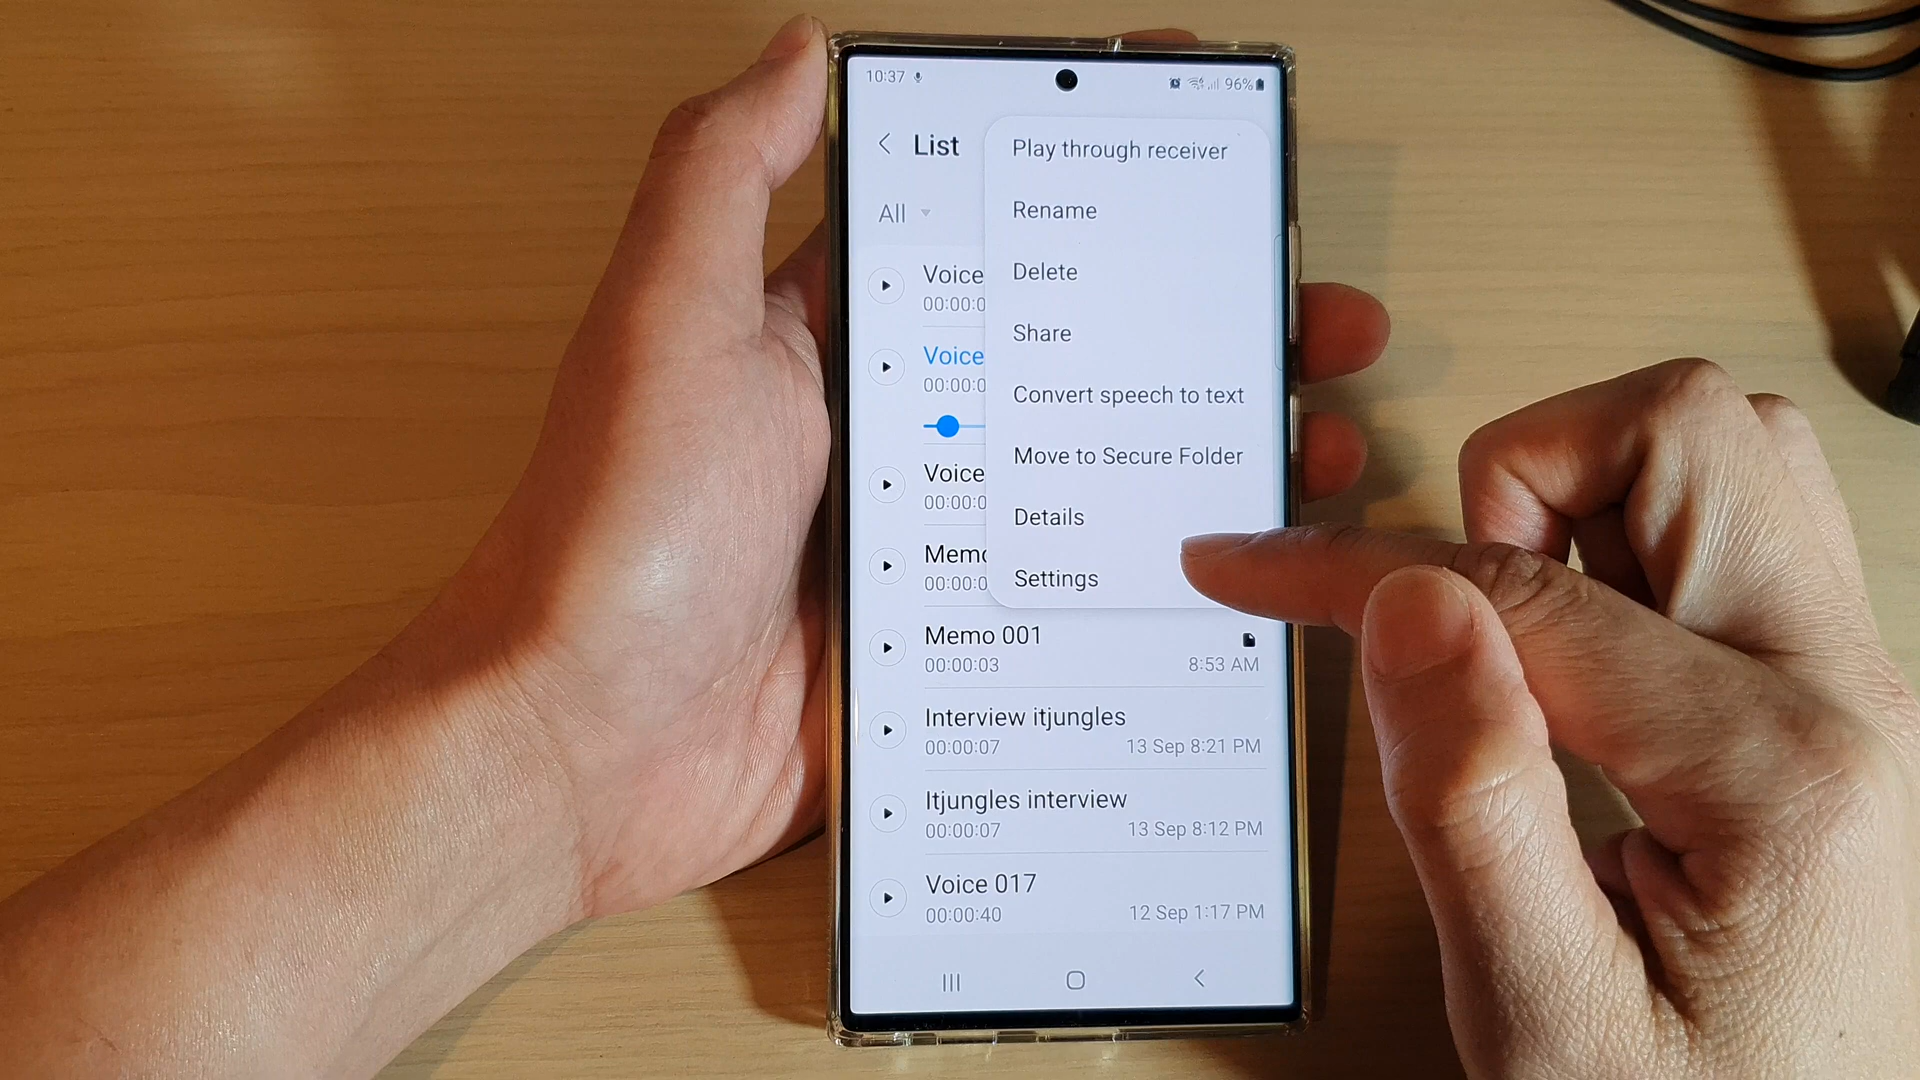 10:37
96%
List
Play through receiver
Rename
Delete
Share
Convert speech to text
Move to Secure Folder
Details
Settings
All
Voice
00:00:0
Voice
00:00:0
Voice
00:00:0
Memo
00:00:0
Memo 001
00:00:03
8:53 AM
Interview itjungles
00:00:07
13 Sep 8:21 PM
Itjungles interview
00:00:07
13 Sep 8:12 PM
Voice 017
00:00:40
12 Sep 1:17 PM